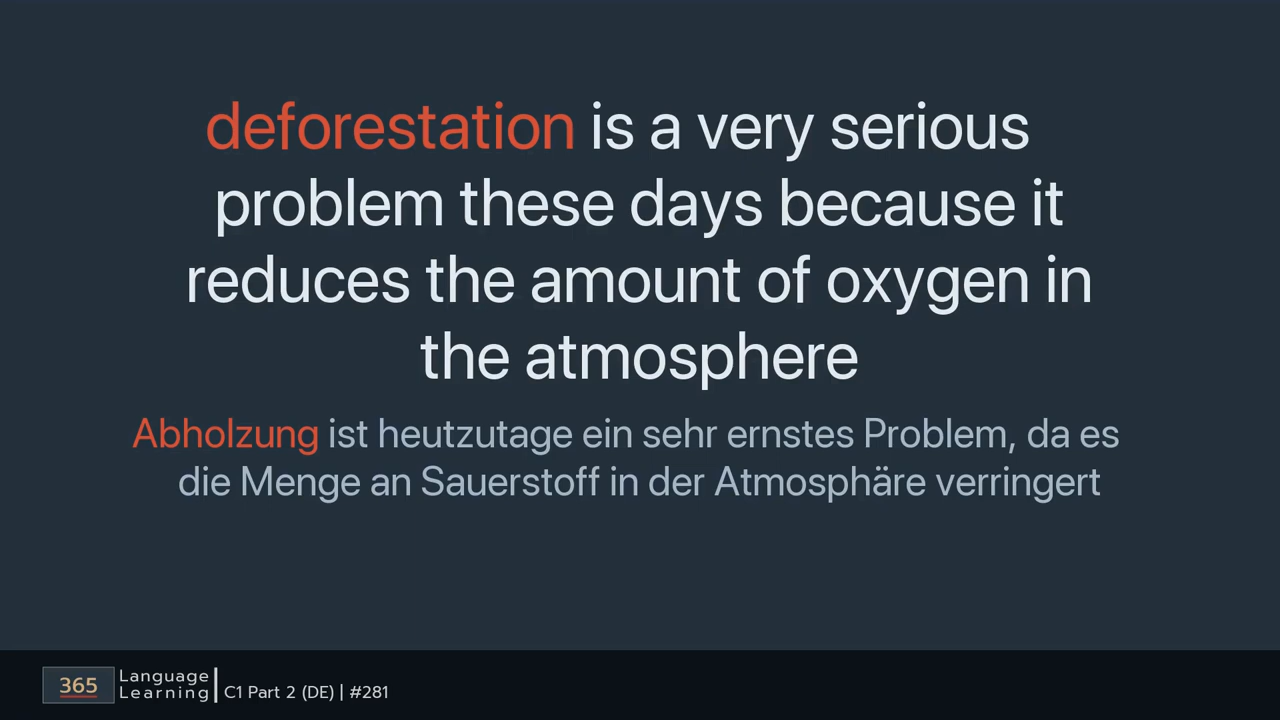 deforestation is a very serious
problem these days because it
reduces the amount of oxygen in
the atmosphere
Abholzung ist heutzutage ein sehr ernstes Problem, da es
die Menge an Sauerstoff in der Atmosphäre verringert
365
Language
Learning
C1 Part 2 (DE) | #281